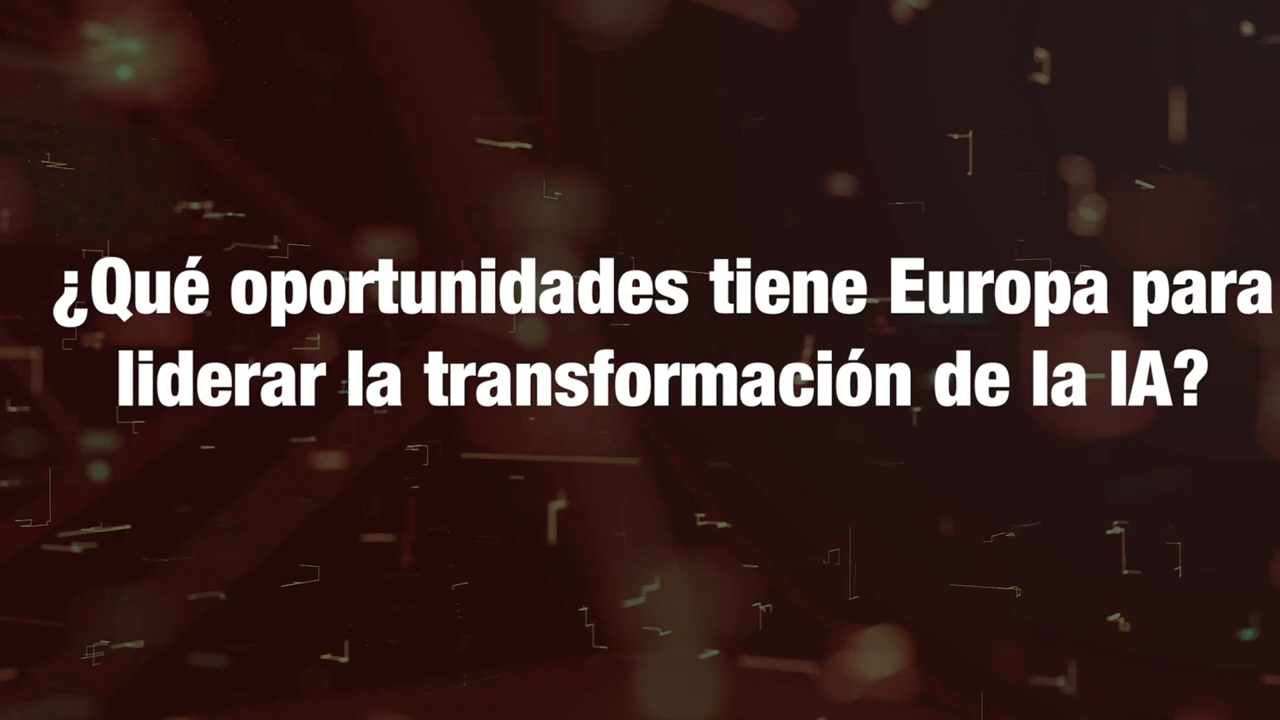 ¿Qué oportunidades tiene Europa para
liderar la transformación de la IA?